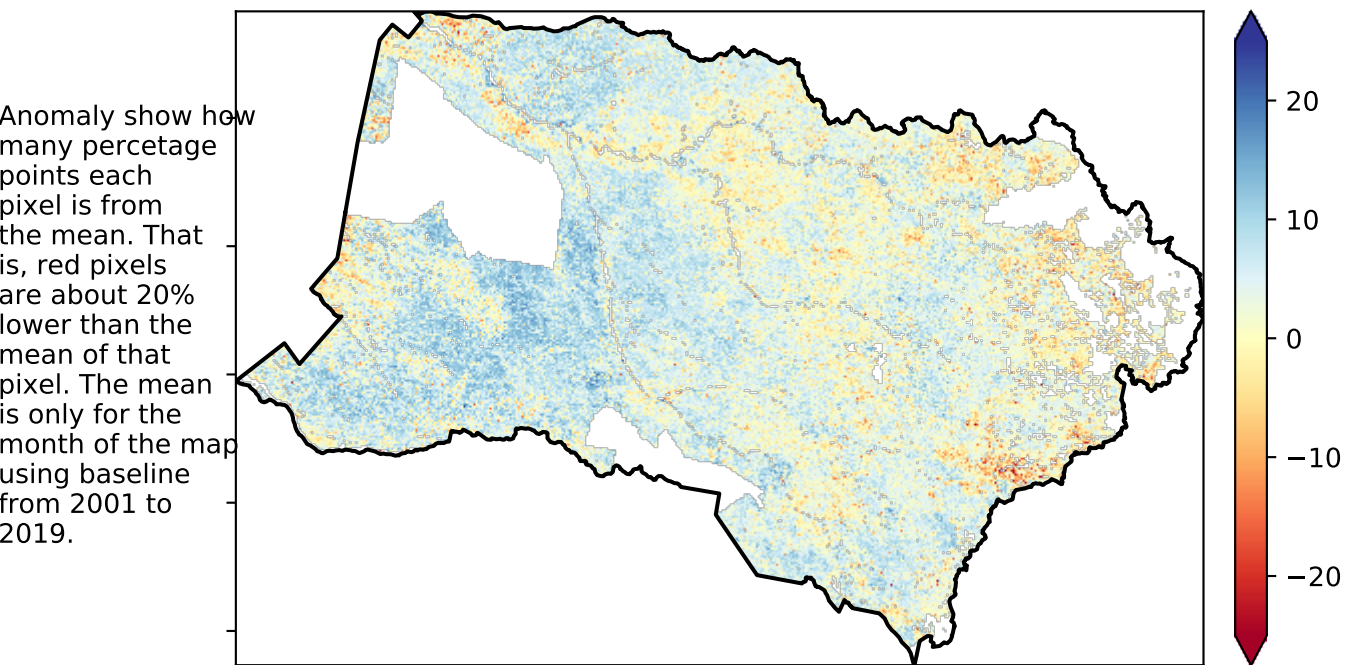 Anomaly show how
many percetage
points each
pixel is from
the mean. That
is, red pixels
are about 20%
lower than the
mean of that
pixel. The mean
is only for the
month of the map
using baseline
from 2001 to
2019.
20
10
0
−10
−20